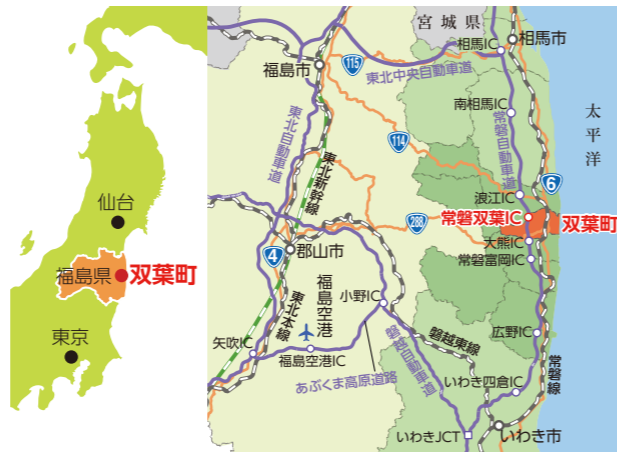 仙台
福島県
双葉町
東京
宮城県
相馬IC
相馬市
115
東北中央自動車道
福島市
南相馬IC
太平洋
東北自動車道
常磐自動車道
114
東北新幹線
浪江IC
6
常磐双葉IC
双葉町
288
大熊IC
4
郡山市
常磐富岡IC
福島空港
小野IC
東北本線
広野IC
矢吹IC
磐越東線
福島空港IC
磐越自動車道
常磐線
あぶくま高原道路
いわき四倉IC
いわきJCT
いわき市